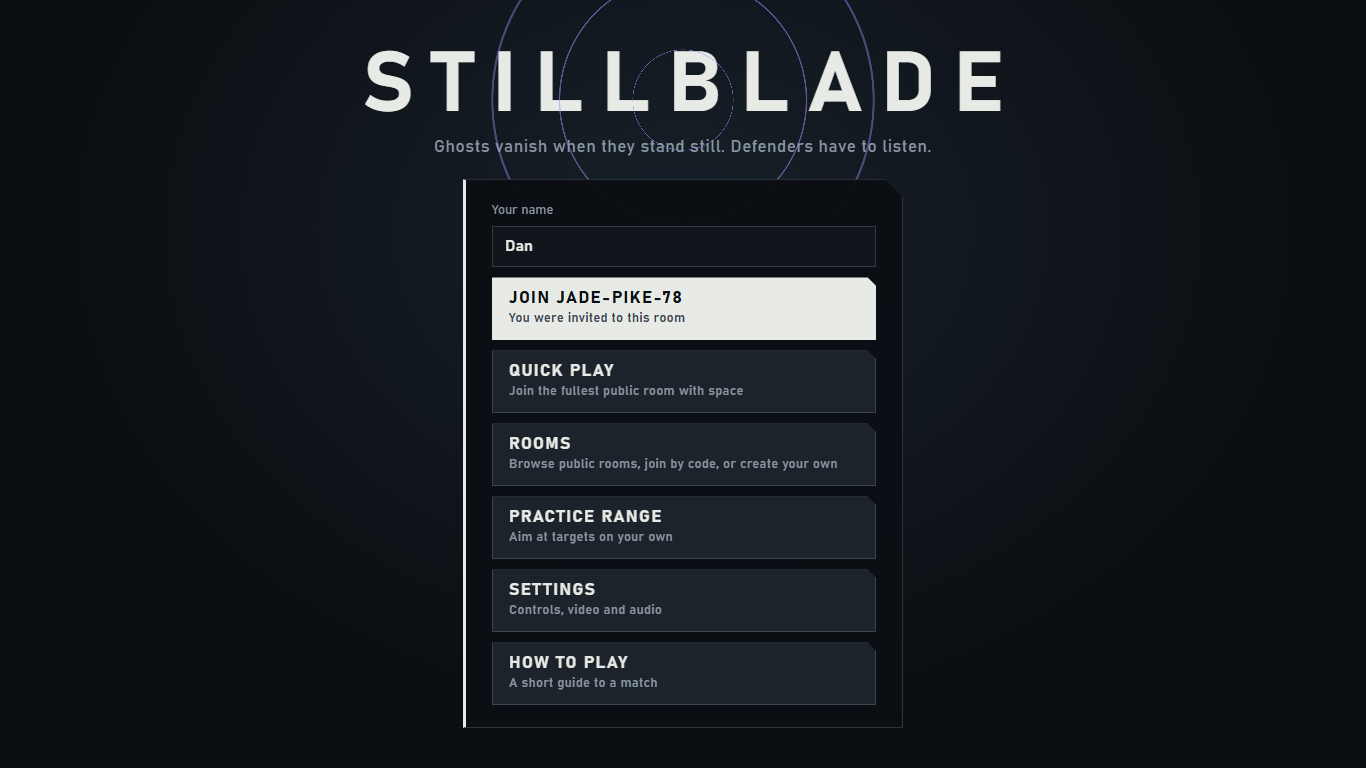 STILLBLADE
Ghosts vanish when they stand still. Defenders have to listen.
Your name
Dan
JOIN JADE-PIKE-78
You were invited to this room
QUICK PLAY
Join the fullest public room with space
ROOMS
Browse public rooms, join by code, or create your own
PRACTICE RANGE
Aim at targets on your own
SETTINGS
Controls, video and audio
HOW TO PLAY
A short guide to a match